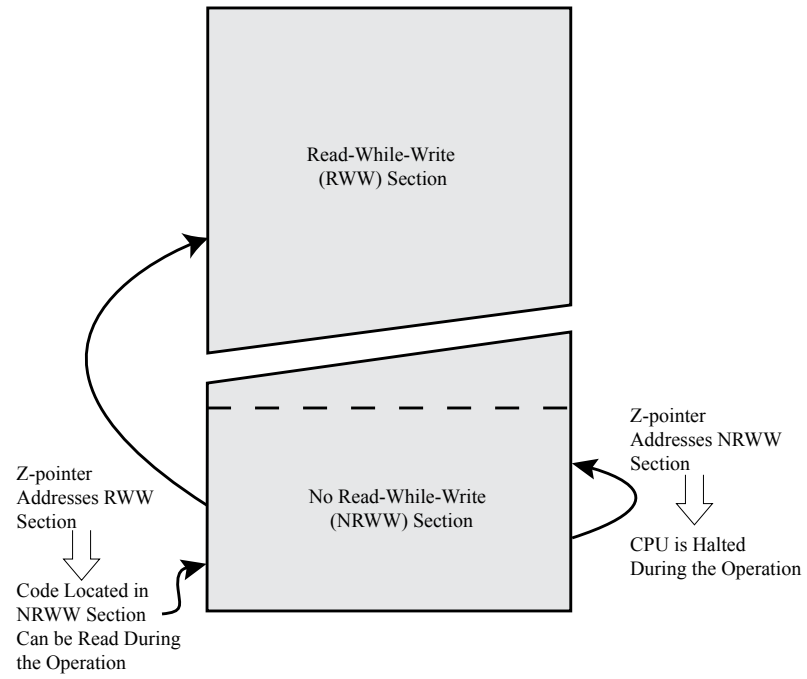 Read-While-Write
(RWW) Section
Z-pointer
Addresses NRWW
Section
Z-pointer
Addresses RWW
Section
No Read-While-Write
(NRWW) Section
CPU is Halted
During the Operation
Code Located in
NRWW Section
Can be Read During
the Operation